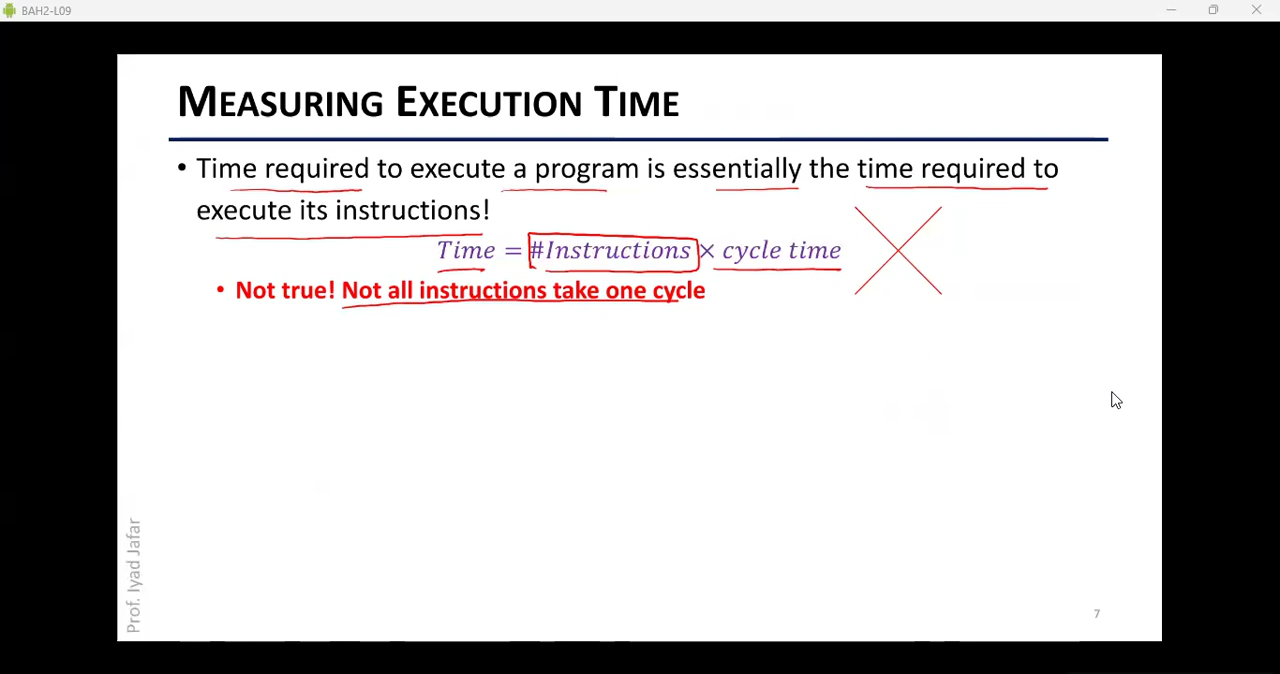 BAH2-L09
MEASURING EXECUTION TIME
• Time required to execute a program is essentially the time required to
execute its instructions!
Time = #Instructions × cycle time
• Not true! Not all instructions take one cycle
Prof. Iyad Jafar
7